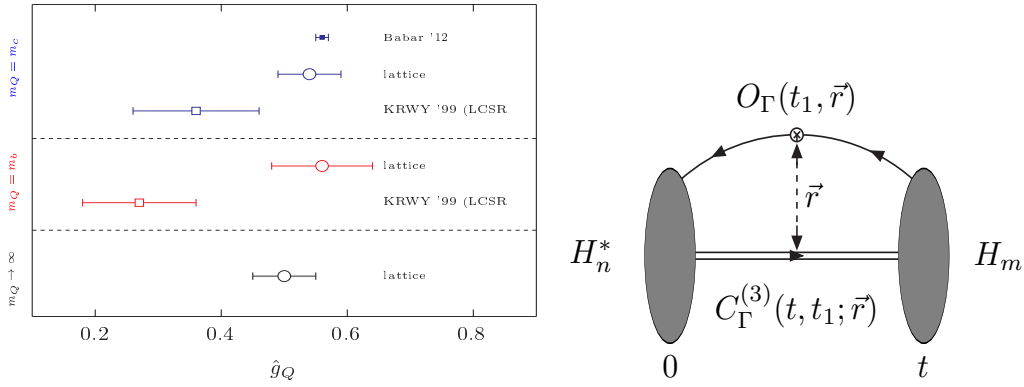 m_Q = m_c
Babar '12
lattice
KRWY '99 (LCSR
m_Q = m_b
lattice
KRWY '99 (LCSR
m_Q → ∞
lattice
0.2 0.4 0.6 0.8
ĝ_Q
O_Γ(t_1, r⃗)
r⃗
H_n^*
H_m
C_Γ^{(3)}(t, t_1; r⃗)
0 t